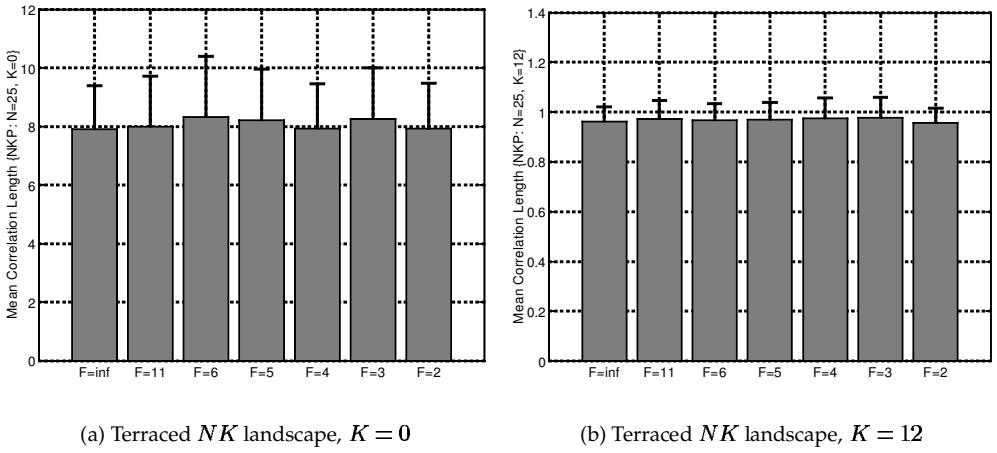 Mean Correlation Length {NKP: N=25, K=0}
12
10
8
6
4
2
0
F=inf F=11 F=6 F=5 F=4 F=3 F=2
(a) Terraced NK landscape, K = 0
Mean Correlation Length {NKP: N=25, K=12}
1.4
1.2
1
0.8
0.6
0.4
0.2
0
F=inf F=11 F=6 F=5 F=4 F=3 F=2
(b) Terraced NK landscape, K = 12